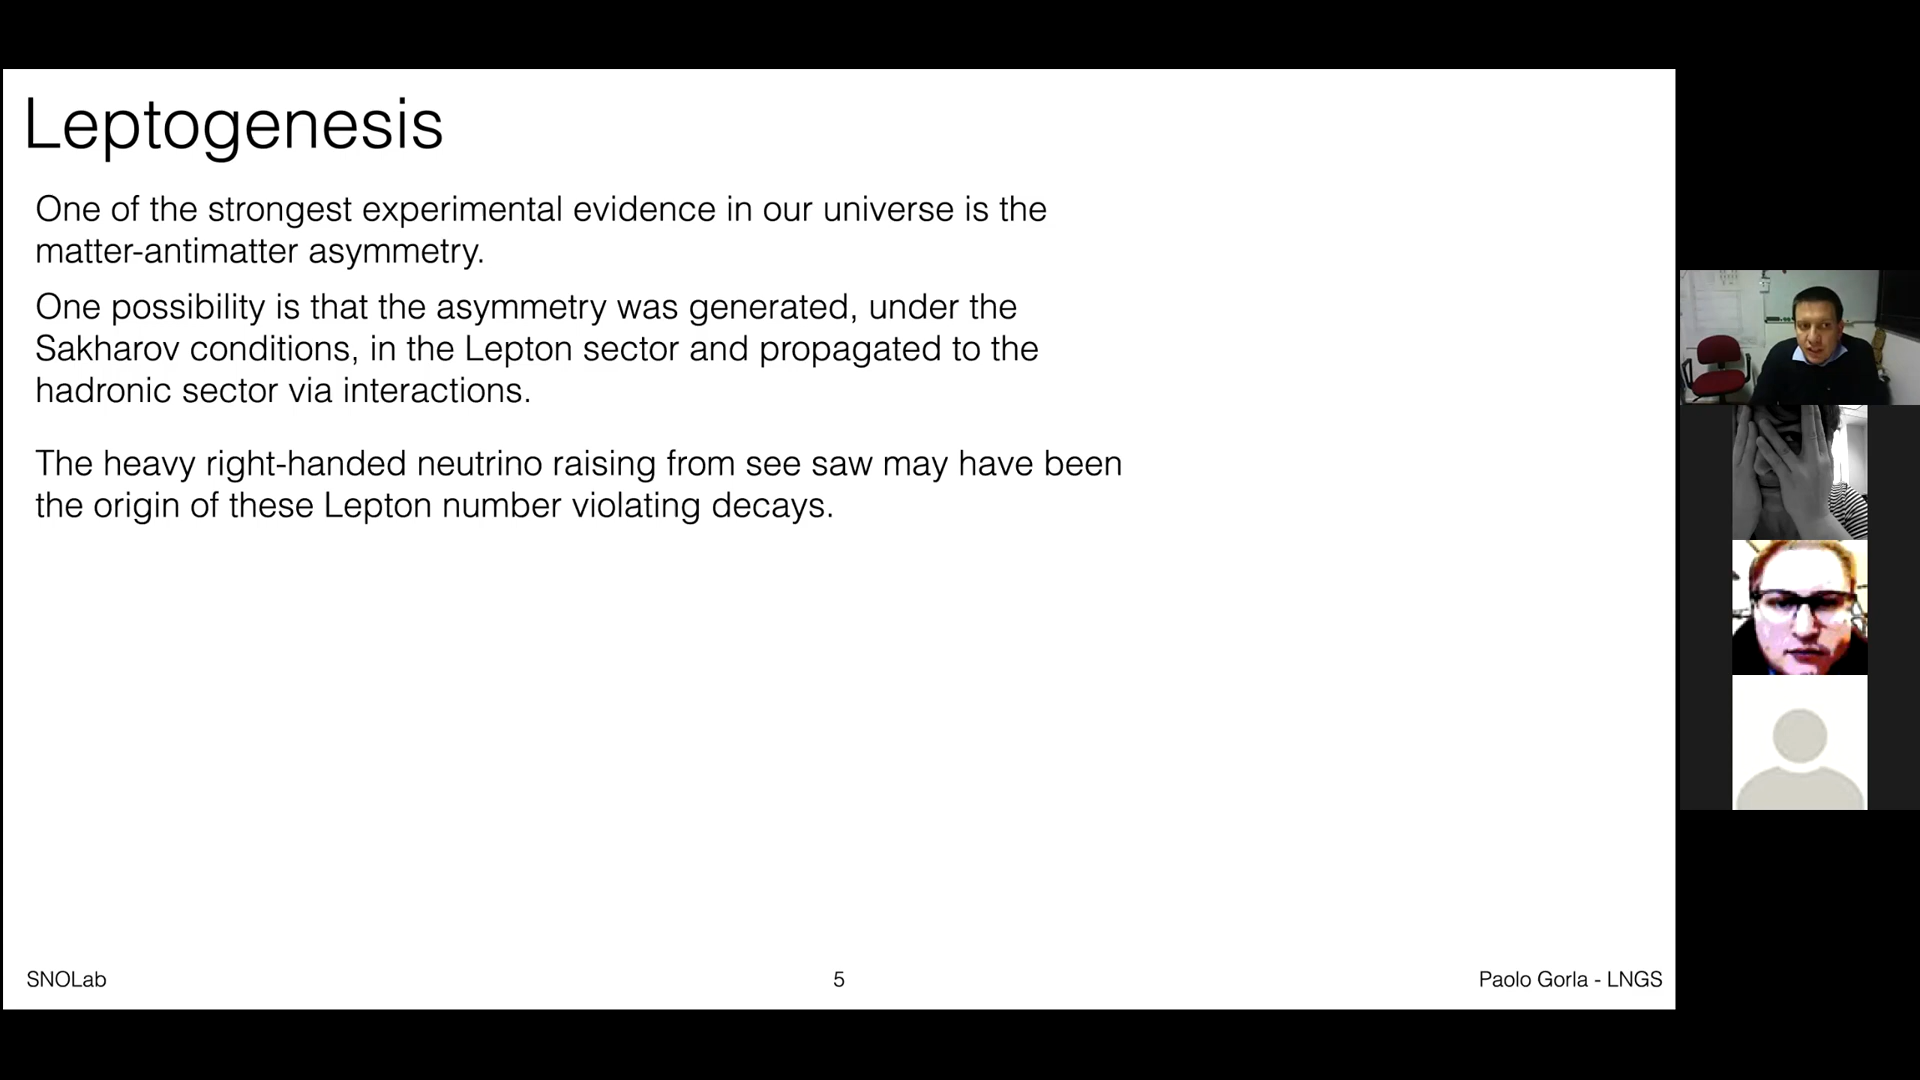 Leptogenesis
One of the strongest experimental evidence in our universe is the
matter-antimatter asymmetry.
One possibility is that the asymmetry was generated, under the
Sakharov conditions, in the Lepton sector and propagated to the
hadronic sector via interactions.
The heavy right-handed neutrino raising from see saw may have been
the origin of these Lepton number violating decays.
SNOLab
5
Paolo Gorla - LNGS